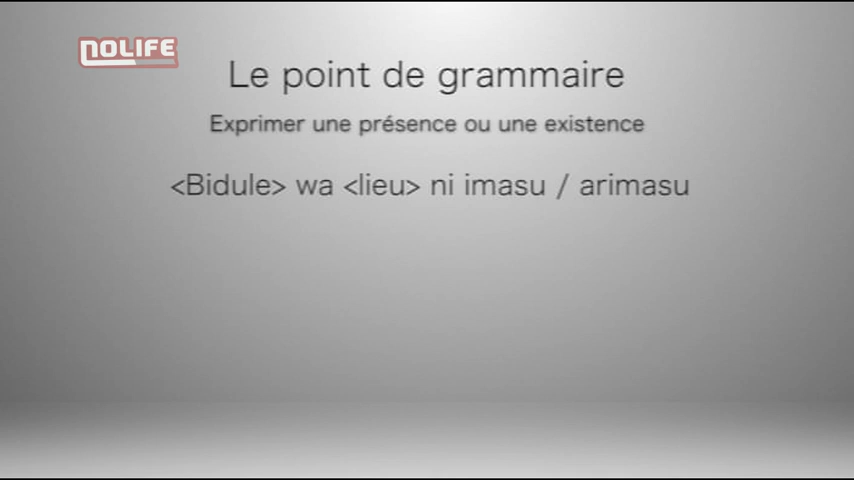 NOLIFE
Le point de grammaire
Exprimer une présence ou une existence
<Bidule> wa <lieu> ni imasu / arimasu